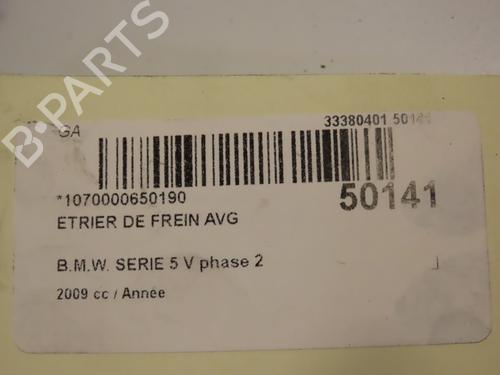 GA
33380401 50141
*1070000650190
50141
ETRIER DE FREIN AVG
B.M.W. SERIE 5 V phase 2
2009 cc / Année
B-PARTS